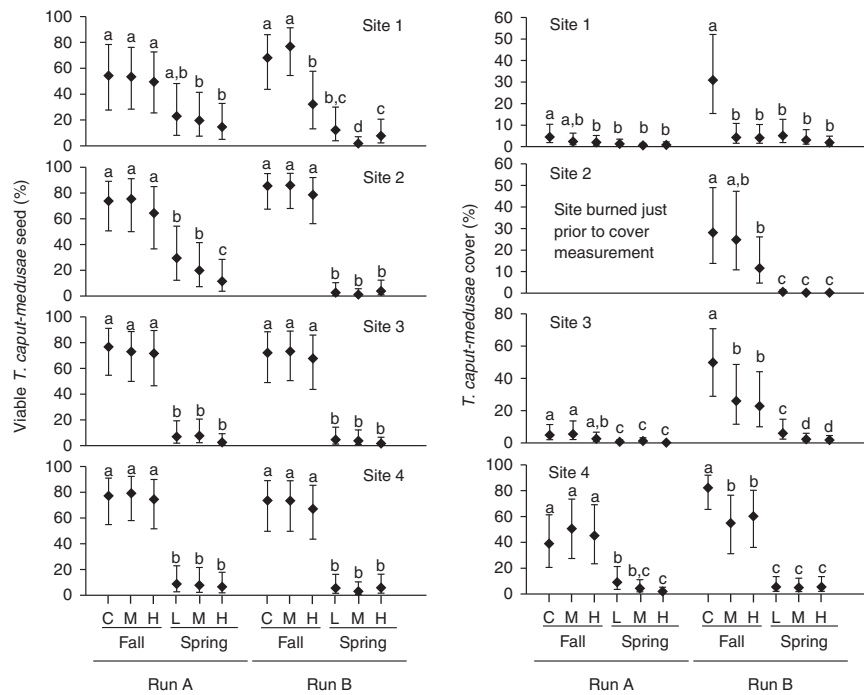 Viable T. caput-medusae seed (%)
Site 1
100
80
60
40
20
0
a a a a,b b b a a b b,c d c
Site 2
100
80
60
40
20
0
a a a b b c a a a b b b
Site 3
100
80
60
40
20
0
a a a b b b a a a b b b
Site 4
100
80
60
40
20
0
a a a b b b a a a b b b
C M H L M H C M H L M H
Fall Spring Fall Spring
Run A Run B
T. caput-medusae cover (%)
Site 1
60
50
40
30
20
10
0
a a,b b b b b a b b b b b
Site 2
Site burned just
prior to cover
measurement
60
50
40
30
20
10
0
a a,b b c c c
Site 3
80
60
40
20
0
a a a,b c c c a b b c d d
Site 4
100
80
60
40
20
0
a a a b b,c c a b b c c c
C M H L M H C M H L M H
Fall Spring Fall Spring
Run A Run B